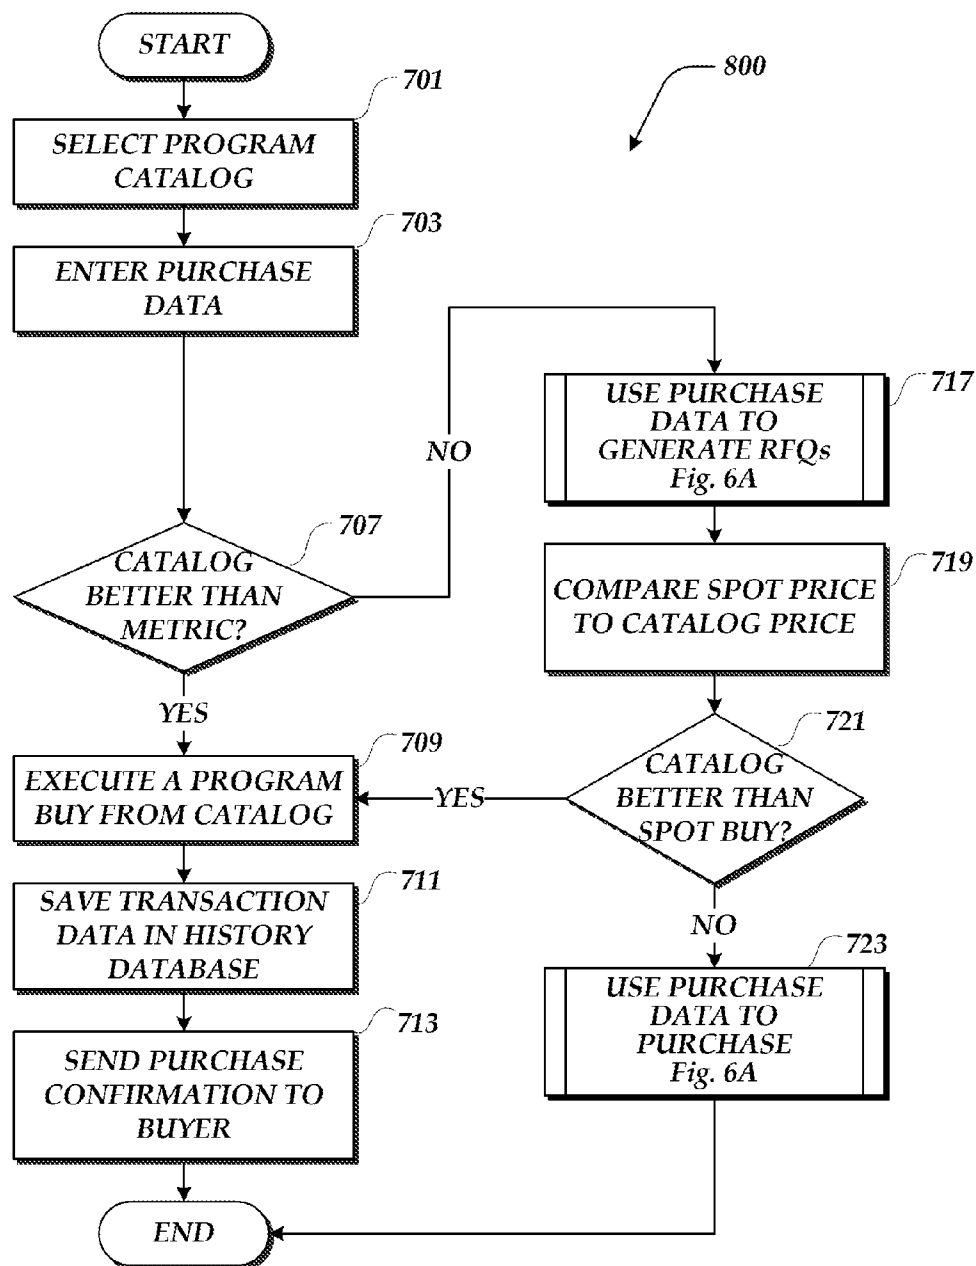 START
800
701
SELECT PROGRAM
CATALOG
703
ENTER PURCHASE
DATA
707
CATALOG
BETTER THAN
METRIC?
NO
YES
717
USE PURCHASE
DATA TO
GENERATE RFQs
Fig. 6A
719
COMPARE SPOT PRICE
TO CATALOG PRICE
721
CATALOG
BETTER THAN
SPOT BUY?
YES
NO
709
EXECUTE A PROGRAM
BUY FROM CATALOG
711
SAVE TRANSACTION
DATA IN HISTORY
DATABASE
713
SEND PURCHASE
CONFIRMATION TO
BUYER
723
USE PURCHASE
DATA TO
PURCHASE
Fig. 6A
END